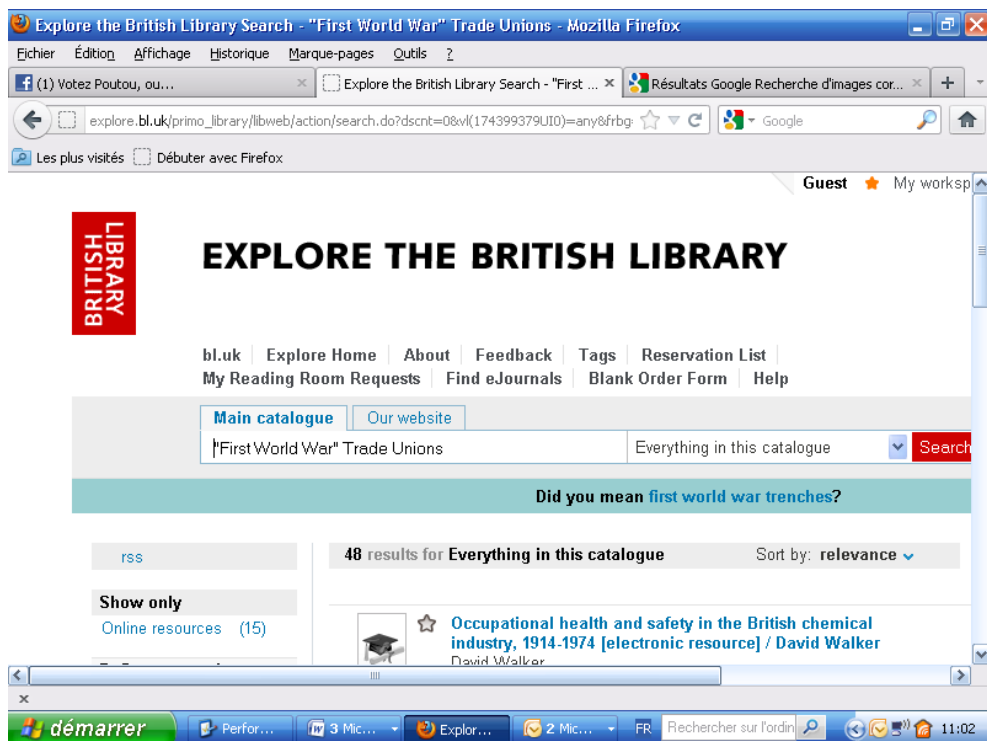 Explore the British Library Search - "First World War" Trade Unions - Mozilla Firefox
Fichier Édition Affichage Historique Marque-pages Outils ?
(1) Votez Poutou, ou... Explore the British Library Search - "First ... Résultats Google Recherche d'images cor...
explore.bl.uk/primo_library/libweb/action/search.do?dscnt=0&vl(174399379UI0)=any&frbg Google
Les plus visités Débuter avec Firefox
Guest My worksp
BRITISH LIBRARY
EXPLORE THE BRITISH LIBRARY
bl.uk Explore Home About Feedback Tags Reservation List
My Reading Room Requests Find eJournals Blank Order Form Help
Main catalogue Our website
"First World War" Trade Unions Everything in this catalogue Search
Did you mean first world war trenches?
rss 48 results for Everything in this catalogue Sort by: relevance
Show only
Online resources (15)
Occupational health and safety in the British chemical
industry, 1914-1974 [electronic resource] / David Walker
David Walker
démarrer Perfor... 3 Mic... Explor... 2 Mic... FR Rechercher sur l'ordin 11:02